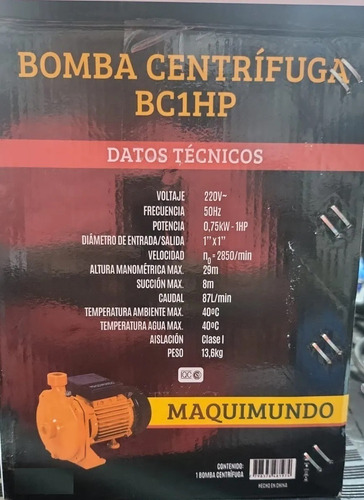 BOMBA CENTRÍFUGA
BC1HP
DATOS TÉCNICOS
VOLTAJE 220V~
FRECUENCIA 50Hz
POTENCIA 0,75kW - 1HP
DIÁMETRO DE ENTRADA/SALIDA 1" x 1"
VELOCIDAD n₀ = 2850/min
ALTURA MANOMÉTRICA MAX. 29m
SUCCIÓN MAX. 8m
CAUDAL 87L/min
TEMPERATURA AMBIENTE MAX. 40ºC
TEMPERATURA AGUA MAX. 40ºC
AISLACIÓN Clase I
PESO 13,6kg
MAQUIMUNDO
CONTENIDO:
1 BOMBA CENTRÍFUGA
HECHO EN CHINA